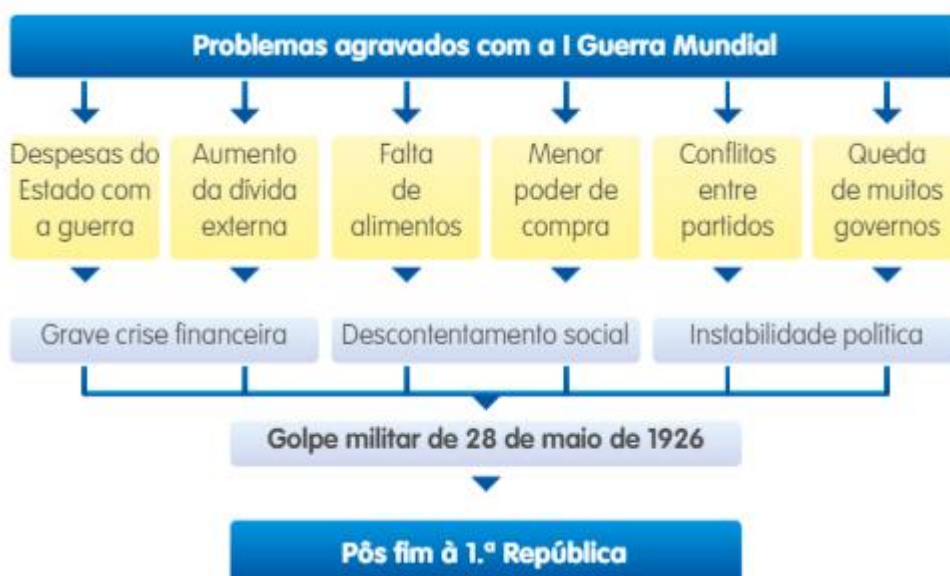 Problemas agravados com a I Guerra Mundial
Despesas do
Estado com
a guerra
Aumento
da dívida
externa
Falta
de
alimentos
Menor
poder de
compra
Conflitos
entre
partidos
Queda
de muitos
governos
Grave crise financeira
Descontentamento social
Instabilidade política
Golpe militar de 28 de maio de 1926
Pôs fim à 1.ª República